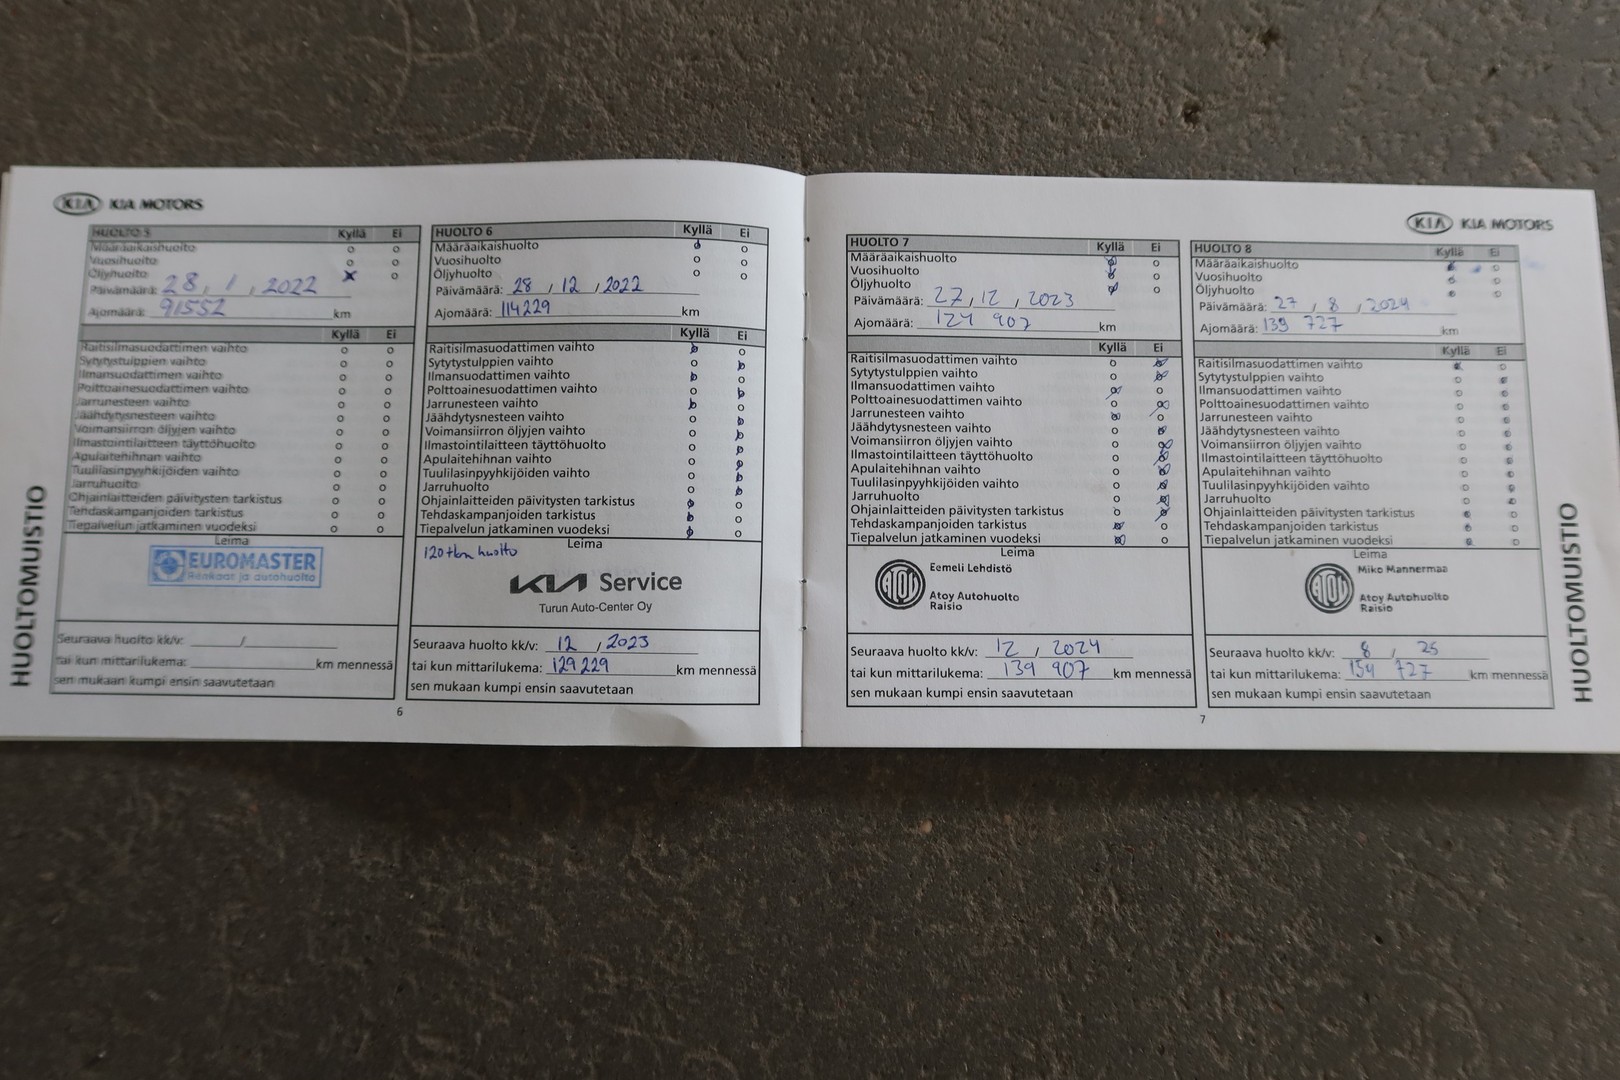 KIA KIA MOTORS
HUOLTO 5 Kyllä Ei
Määräaikaishuolto
Vuosihuolto
Öljyhuolto
Päivämäärä: 28, 1, 2022
Ajomäärä: 91552 km
Kyllä Ei
Raitisilmasuodattimen vaihto
Sytytystulppien vaihto
Ilmansuodattimen vaihto
Polttoainesuodattimen vaihto
Jarrunesteen vaihto
Jäähdytysnesteen vaihto
Voimansiirron öljyjen vaihto
Ilmastointilaitteen täyttöhuolto
Apulaitehihnan vaihto
Tuulilasinpyyhkijöiden vaihto
Jarruhuolto
Ohjainlaitteiden päivitysten tarkistus
Tehdaskampanjoiden tarkistus
Tiepalvelun jatkaminen vuodeksi
Leima
EUROMASTER
Renkaat ja autohuolto
Seuraava huolto kk/v: /
tai kun mittarilukema: km mennessä
sen mukaan kumpi ensin saavutetaan
HUOLTO 6 Kyllä Ei
Määräaikaishuolto
Vuosihuolto
Öljyhuolto
Päivämäärä: 28, 12, 2022
Ajomäärä: 114229 km
Kyllä Ei
Raitisilmasuodattimen vaihto
Sytytystulppien vaihto
Ilmansuodattimen vaihto
Polttoainesuodattimen vaihto
Jarrunesteen vaihto
Jäähdytysnesteen vaihto
Voimansiirron öljyjen vaihto
Ilmastointilaitteen täyttöhuolto
Apulaitehihnan vaihto
Tuulilasinpyyhkijöiden vaihto
Jarruhuolto
Ohjainlaitteiden päivitysten tarkistus
Tehdaskampanjoiden tarkistus
Tiepalvelun jatkaminen vuodeksi
120tkm huolto Leima
KIA Service
Turun Auto-Center Oy
Seuraava huolto kk/v: 12, 2023
tai kun mittarilukema: 129229 km mennessä
sen mukaan kumpi ensin saavutetaan
6
HUOLTOMUISTIO
KIA KIA MOTORS
HUOLTO 7 Kyllä Ei
Määräaikaishuolto
Vuosihuolto
Öljyhuolto
Päivämäärä: 27, 12, 2023
Ajomäärä: 124 907 km
Kyllä Ei
Raitisilmasuodattimen vaihto
Sytytystulppien vaihto
Ilmansuodattimen vaihto
Polttoainesuodattimen vaihto
Jarrunesteen vaihto
Jäähdytysnesteen vaihto
Voimansiirron öljyjen vaihto
Ilmastointilaitteen täyttöhuolto
Apulaitehihnan vaihto
Tuulilasinpyyhkijöiden vaihto
Jarruhuolto
Ohjainlaitteiden päivitysten tarkistus
Tehdaskampanjoiden tarkistus
Tiepalvelun jatkaminen vuodeksi
Leima
ATOY
Eemeli Lehdistö
Atoy Autohuolto
Raisio
Seuraava huolto kk/v: 12, 2024
tai kun mittarilukema: 139 907 km mennessä
sen mukaan kumpi ensin saavutetaan
HUOLTO 8 Kyllä Ei
Määräaikaishuolto
Vuosihuolto
Öljyhuolto
Päivämäärä: 27, 8, 2024
Ajomäärä: 139 727 km
Kyllä Ei
Raitisilmasuodattimen vaihto
Sytytystulppien vaihto
Ilmansuodattimen vaihto
Polttoainesuodattimen vaihto
Jarrunesteen vaihto
Jäähdytysnesteen vaihto
Voimansiirron öljyjen vaihto
Ilmastointilaitteen täyttöhuolto
Apulaitehihnan vaihto
Tuulilasinpyyhkijöiden vaihto
Jarruhuolto
Ohjainlaitteiden päivitysten tarkistus
Tehdaskampanjoiden tarkistus
Tiepalvelun jatkaminen vuodeksi
Leima
ATOY
Miko Mannermaa
Atoy Autohuolto
Raisio
Seuraava huolto kk/v: 8, 25
tai kun mittarilukema: 154 727 km mennessä
sen mukaan kumpi ensin saavutetaan
7
HUOLTOMUISTIO